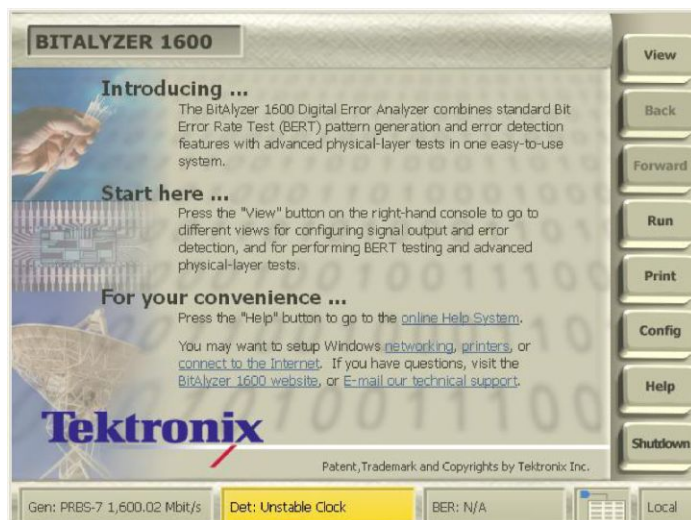 BITALYZER 1600
Introducing ...
The BitAlyzer 1600 Digital Error Analyzer combines standard Bit
Error Rate Test (BERT) pattern generation and error detection
features with advanced physical-layer tests in one easy-to-use
system.
Start here ...
Press the "View" button on the right-hand console to go to
different views for configuring signal output and error
detection, and for performing BERT testing and advanced
physical-layer tests.
For your convenience ...
Press the "Help" button to go to the online Help System.
You may want to setup Windows networking, printers, or
connect to the Internet. If you have questions, visit the
BitAlyzer 1600 website, or E-mail our technical support.
Tektronix
Patent,Trademark and Copyrights by Tektronix Inc.
View
Back
Forward
Run
Print
Config
Help
Shutdown
Gen: PRBS-7 1,600.02 Mbit/s
Det: Unstable Clock
BER: N/A
Local